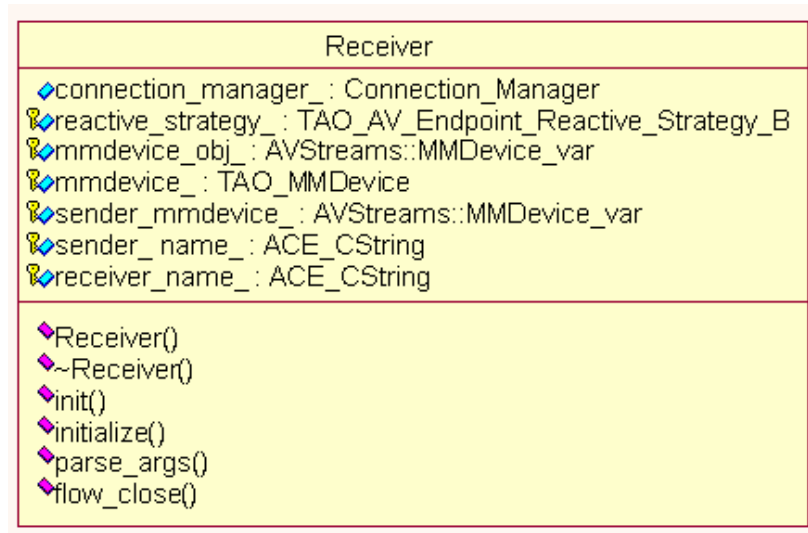 Receiver
connection_manager_ : Connection_Manager
reactive_strategy_ : TAO_AV_Endpoint_Reactive_Strategy_B
mmdevice_obj_ : AVStreams::MMDevice_var
mmdevice_ : TAO_MMDevice
sender_mmdevice_ : AVStreams::MMDevice_var
sender_ name_ : ACE_CString
receiver_name_ : ACE_CString
Receiver()
~Receiver()
init()
initialize()
parse_args()
flow_close()